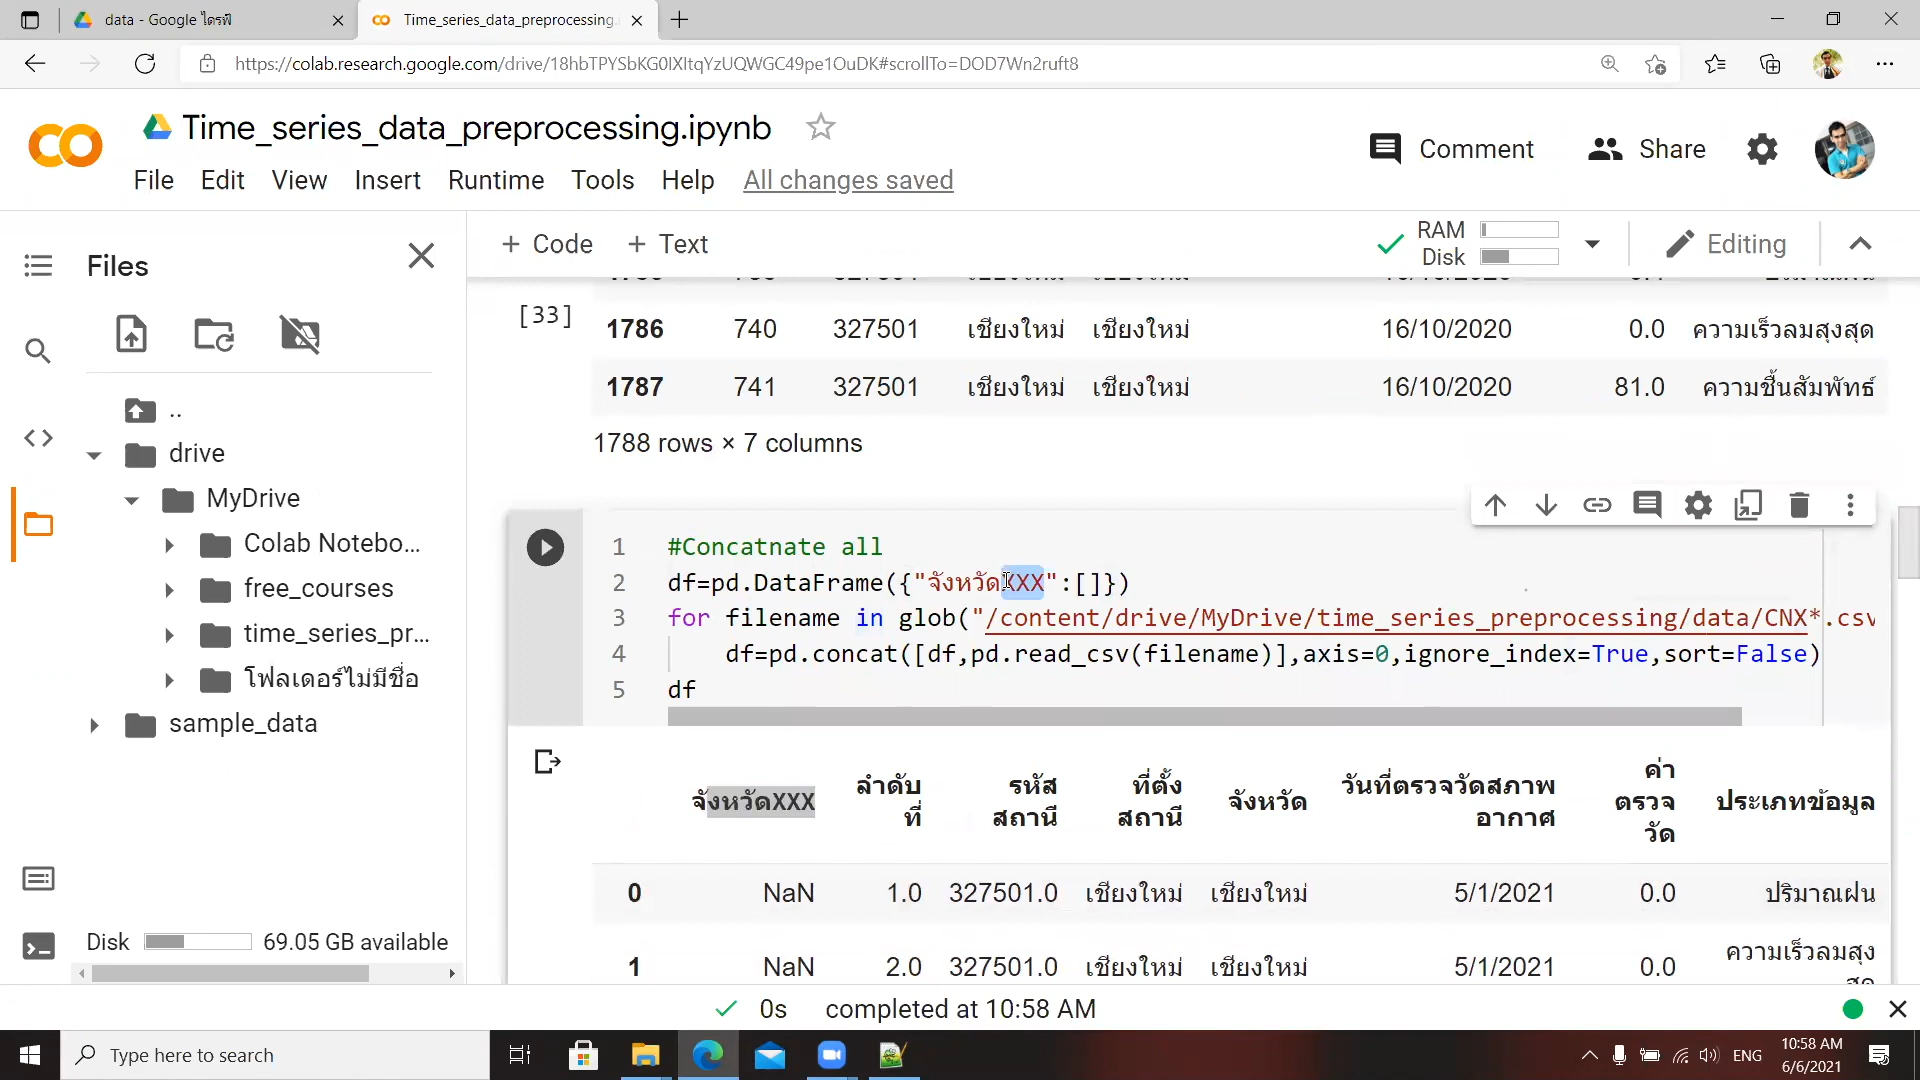 data - Google ไดรฟ์
Time_series_data_preprocessing.
https://colab.research.google.com/drive/18hbTPYSbKG0IXItqYzUQWGC49pe1OuDK#scrollTo=DOD7Wn2ruft8
Time_series_data_preprocessing.ipynb
Comment
Share
File Edit View Insert Runtime Tools Help All changes saved
Files
+ Code + Text
RAM
Disk
Editing
[33]
1786 740 327501 เชียงใหม่ เชียงใหม่ 16/10/2020 0.0 ความเร็วลมสูงสุด
1787 741 327501 เชียงใหม่ เชียงใหม่ 16/10/2020 81.0 ความชื้นสัมพัทธ์
1788 rows × 7 columns
..
drive
MyDrive
Colab Notebo...
free_courses
time_series_pr...
โฟลเดอร์ไม่มีชื่อ
sample_data
Disk 69.05 GB available
1 #Concatnate all
2 df=pd.DataFrame({"จังหวัดXXX":[]})
3 for filename in glob("/content/drive/MyDrive/time_series_preprocessing/data/CNX*.csv
4 df=pd.concat([df,pd.read_csv(filename)],axis=0,ignore_index=True,sort=False)
5 df
จังหวัดXXX ลำดับที่ รหัสสถานี ที่ตั้งสถานี จังหวัด วันที่ตรวจวัดสภาพอากาศ ค่าตรวจวัด ประเภทข้อมูล
0 NaN 1.0 327501.0 เชียงใหม่ เชียงใหม่ 5/1/2021 0.0 ปริมาณฝน
1 NaN 2.0 327501.0 เชียงใหม่ เชียงใหม่ 5/1/2021 0.0 ความเร็วลมสูงสุด
0s completed at 10:58 AM
Type here to search
ENG
10:58 AM
6/6/2021